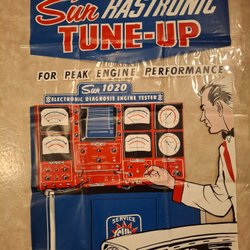 Sun RASTRONIC
TUNE-UP
FOR PEAK ENGINE PERFORMANCE
Sun 1020
ELECTRONIC DIAGNOSIS ENGINE TESTER
SERVICE